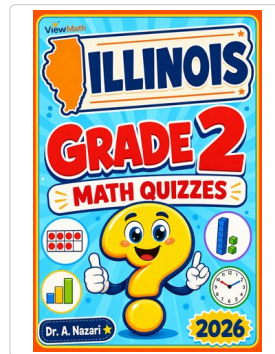 ViewMath
ILLINOIS
GRADE 2
MATH QUIZZES
Dr. A. Nazari
2026